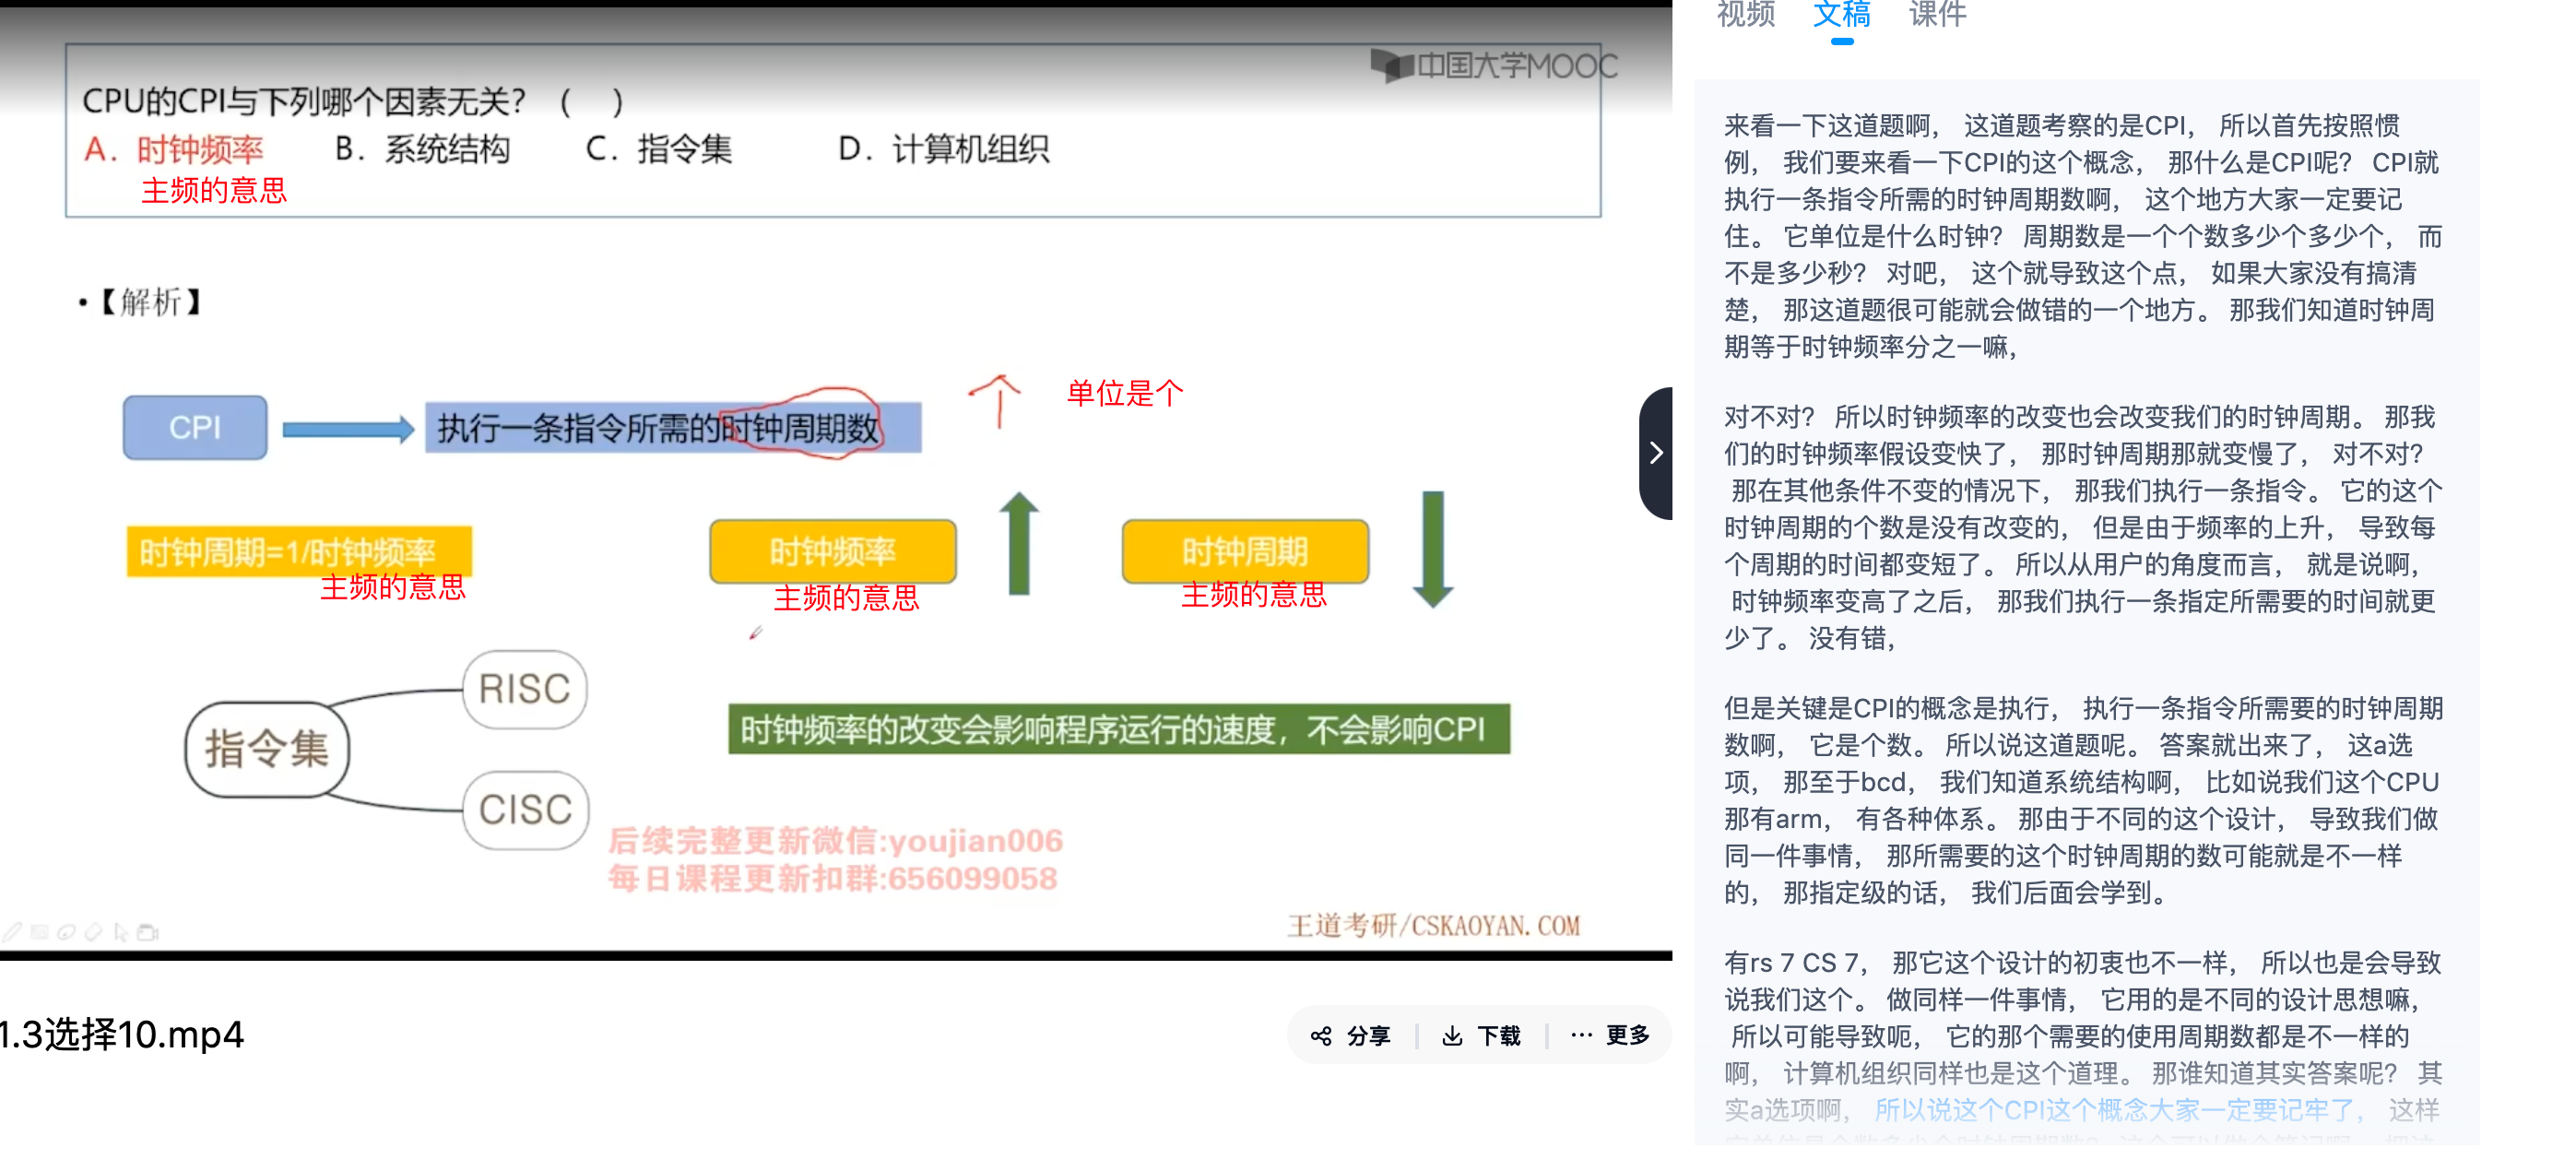 中国大学MOOC
CPU的CPI与下列哪个因素无关？（ ）
A. 时钟频率 B. 系统结构 C. 指令集 D. 计算机组织
主频的意思
•【解析】
CPI
执行一条指令所需的时钟周期数
个
单位是个
时钟周期=1/时钟频率
主频的意思
时钟频率
主频的意思
时钟周期
主频的意思
指令集
RISC
CISC
时钟频率的改变会影响程序运行的速度，不会影响CPI
后续完整更新微信:youjian006
每日课程更新扣群:656099058
王道考研/CSKAOYAN.COM
1.3选择10.mp4
分享 下载 ··· 更多
视频 文稿 课件
来看一下这道题啊， 这道题考察的是CPI， 所以首先按照惯
例， 我们要来看一下CPI的这个概念， 那什么是CPI呢？ CPI就
执行一条指令所需的时钟周期数啊， 这个地方大家一定要记
住。 它单位是什么时钟？ 周期数是一个个数多少个多少个， 而
不是多少秒？ 对吧， 这个就导致这个点， 如果大家没有搞清
楚， 那这道题很可能就会做错的一个地方。 那我们知道时钟周
期等于时钟频率分之一嘛，
对不对？ 所以时钟频率的改变也会改变我们的时钟周期。 那我
们的时钟频率假设变快了， 那时钟周期那就变慢了， 对不对？
那在其他条件不变的情况下， 那我们执行一条指令。 它的这个
时钟周期的个数是没有改变的， 但是由于频率的上升， 导致每
个周期的时间都变短了。 所以从用户的角度而言， 就是说啊，
时钟频率变高了之后， 那我们执行一条指定所需要的时间就更
少了。 没有错，
但是关键是CPI的概念是执行， 执行一条指令所需要的时钟周期
数啊， 它是个数。 所以说这道题呢。 答案就出来了， 这a选
项， 那至于bcd， 我们知道系统结构啊， 比如说我们这个CPU
那有arm， 有各种体系。 那由于不同的这个设计， 导致我们做
同一件事情， 那所需要的这个时钟周期的数可能就是不一样
的， 那指定级的话， 我们后面会学到。
有rs 7 CS 7， 那它这个设计的初衷也不一样， 所以也是会导致
说我们这个。 做同样一件事情， 它用的是不同的设计思想嘛，
所以可能导致呃， 它的那个需要的使用周期数都是不一样的
啊， 计算机组织同样也是这个道理。 那谁知道其实答案呢？ 其
实a选项啊， 所以说这个CPI这个概念大家一定要记牢了， 这样